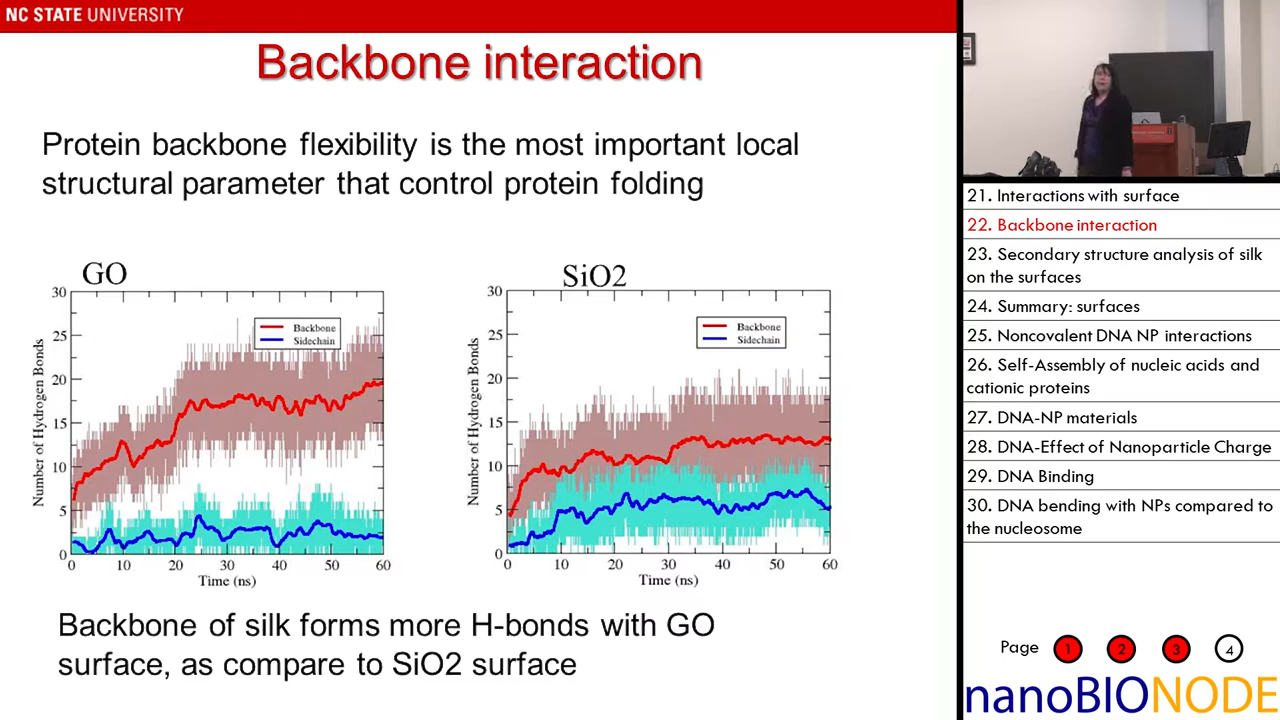 NC STATE UNIVERSITY
Backbone interaction
Protein backbone flexibility is the most important local
structural parameter that control protein folding
GO
30
25
20
15
10
5
0
Number of Hydrogen Bonds
Backbone
Sidechain
0 10 20 30 40 50 60
Time (ns)
SiO2
30
25
20
15
10
5
0
Number of Hydrogen Bonds
Backbone
Sidechain
0 10 20 30 40 50 60
Time (ns)
Backbone of silk forms more H-bonds with GO
surface, as compare to SiO2 surface
21. Interactions with surface
22. Backbone interaction
23. Secondary structure analysis of silk
on the surfaces
24. Summary: surfaces
25. Noncovalent DNA NP interactions
26. Self-Assembly of nucleic acids and
cationic proteins
27. DNA-NP materials
28. DNA-Effect of Nanoparticle Charge
29. DNA Binding
30. DNA bending with NPs compared to
the nucleosome
Page 1 2 3 4
nanoBIONODE